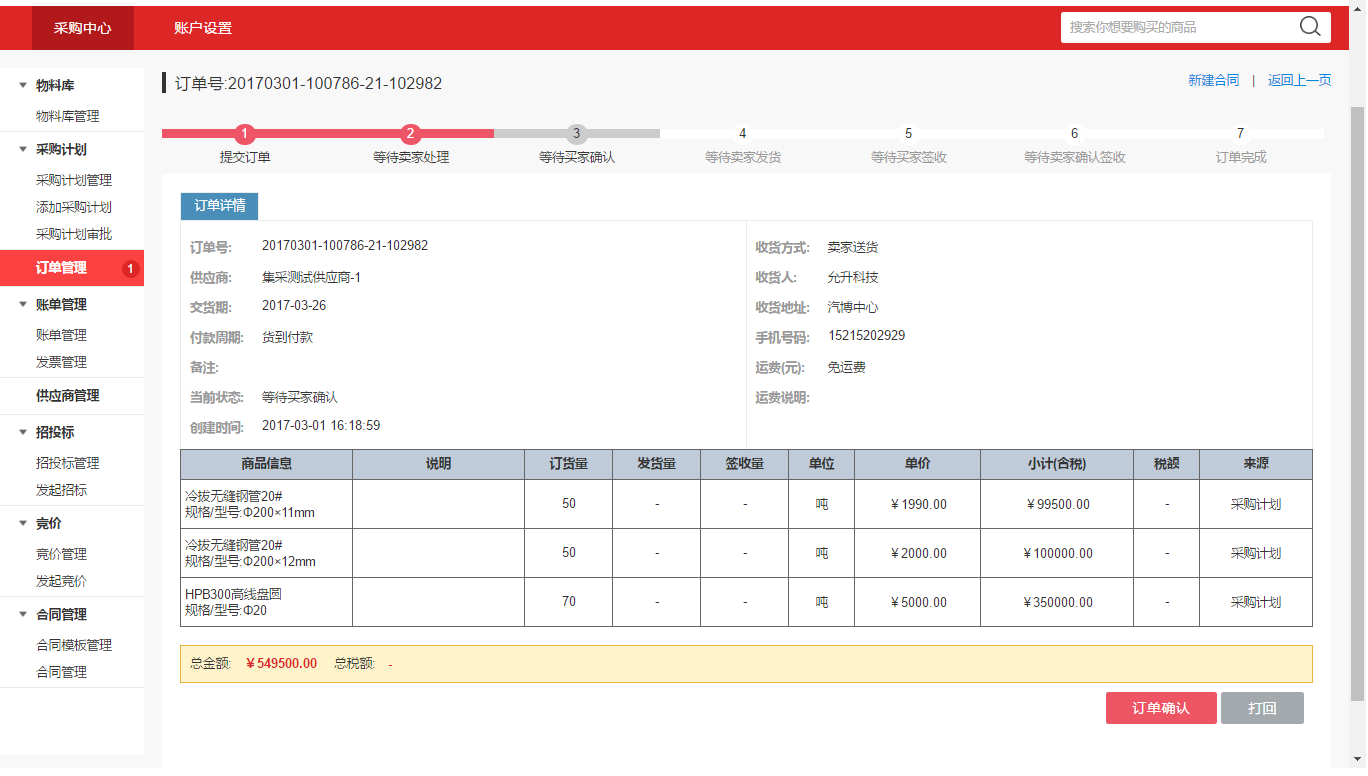 采购中心 账户设置 搜索你想要购买的商品
物料库
物料库管理
采购计划
采购计划管理
添加采购计划
采购计划审批
订单管理 1
账单管理
账单管理
发票管理
供应商管理
招投标
招投标管理
发起招标
竞价
竞价管理
发起竞价
合同管理
合同模板管理
合同管理
订单号:20170301-100786-21-102982 新建合同 | 返回上一页
1 2 3 4 5 6 7
提交订单 等待卖家处理 等待买家确认 等待卖家发货 等待买家签收 等待卖家确认签收 订单完成
订单详情
订单号: 20170301-100786-21-102982
供应商: 集采测试供应商-1
交货期: 2017-03-26
付款周期: 货到付款
备注:
当前状态: 等待买家确认
创建时间: 2017-03-01 16:18:59
收货方式: 卖家送货
收货人: 允升科技
收货地址: 汽博中心
手机号码: 15215202929
运费(元): 免运费
运费说明:
商品信息 说明 订货量 发货量 签收量 单位 单价 小计(含税) 税额 来源
冷拔无缝钢管20#
规格/型号:Φ200×11mm 50 - - 吨 ￥1990.00 ￥99500.00 - 采购计划
冷拔无缝钢管20#
规格/型号:Φ200×12mm 50 - - 吨 ￥2000.00 ￥100000.00 - 采购计划
HPB300高线盘圆
规格/型号:Φ20 70 - - 吨 ￥5000.00 ￥350000.00 - 采购计划
总金额: ￥549500.00 总税额: -
订单确认 打回